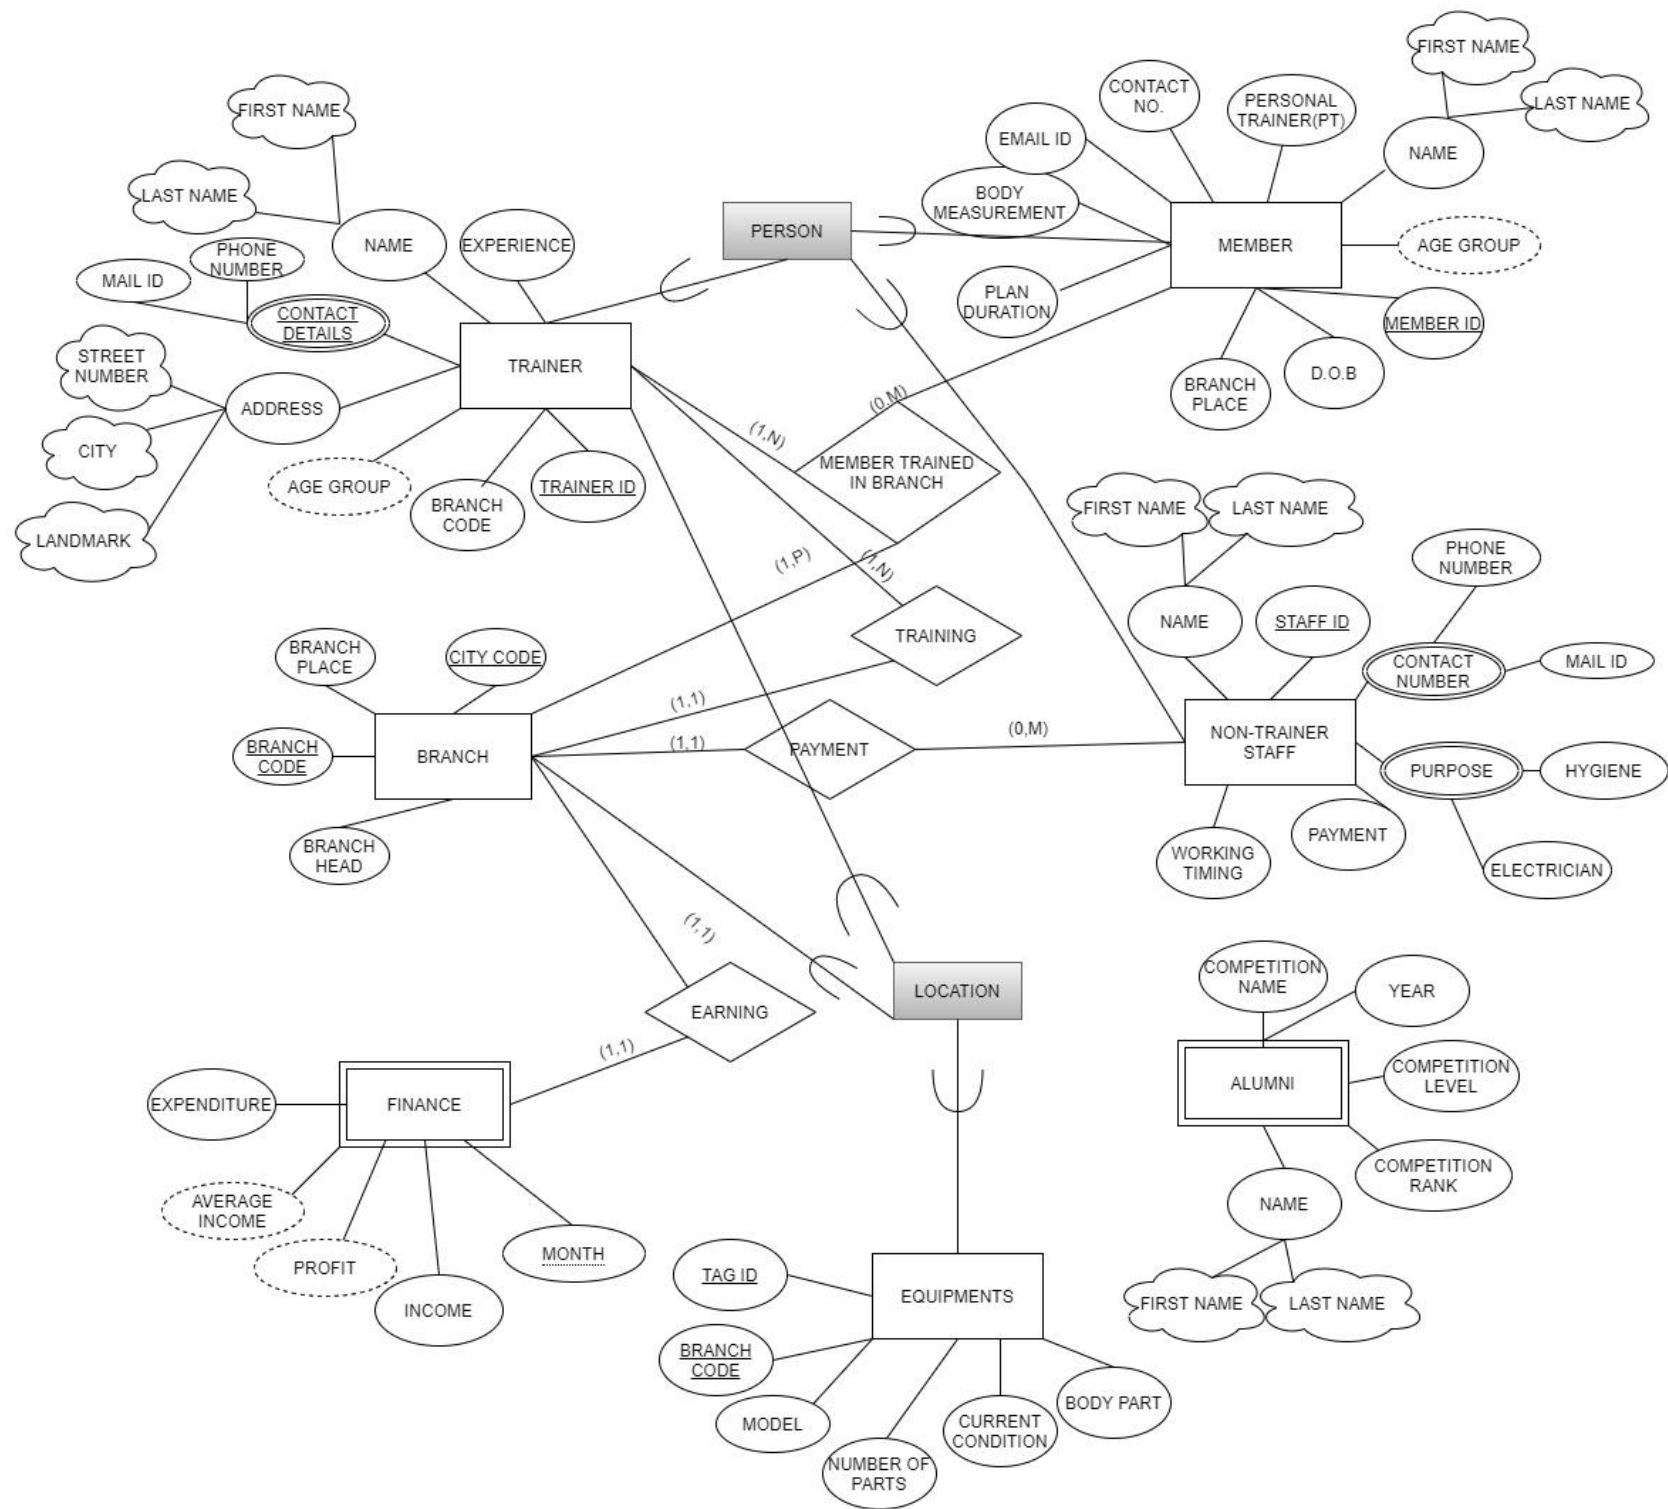 FIRST NAME
CONTACT
NO.
PERSONAL
TRAINER(PT)
LAST NAME
FIRST NAME
EMAIL ID
NAME
LAST NAME
BODY
MEASUREMENT
PERSON
MEMBER
AGE GROUP
PHONE
NUMBER
NAME
EXPERIENCE
MAIL ID
CONTACT
DETAILS
PLAN
DURATION
MEMBER ID
STREET
NUMBER
TRAINER
D.O.B
BRANCH
PLACE
ADDRESS
(0,M)
(1,N)
CITY
MEMBER TRAINED
IN BRANCH
AGE GROUP
BRANCH
CODE
TRAINER ID
LANDMARK
FIRST NAME
LAST NAME
PHONE
NUMBER
(1,P)
(1,N)
NAME
STAFF ID
TRAINING
BRANCH
PLACE
CITY CODE
CONTACT
NUMBER
MAIL ID
(1,1)
BRANCH
CODE
BRANCH
(1,1)
PAYMENT
(0,M)
NON-TRAINER
STAFF
PURPOSE
HYGIENE
BRANCH
HEAD
WORKING
TIMING
PAYMENT
ELECTRICIAN
(1,1)
COMPETITION
NAME
YEAR
LOCATION
EARNING
(1,1)
COMPETITION
LEVEL
ALUMNI
EXPENDITURE
FINANCE
COMPETITION
RANK
AVERAGE
INCOME
NAME
PROFIT
MONTH
INCOME
TAG ID
EQUIPMENTS
FIRST NAME
LAST NAME
BRANCH
CODE
MODEL
NUMBER OF
PARTS
CURRENT
CONDITION
BODY PART